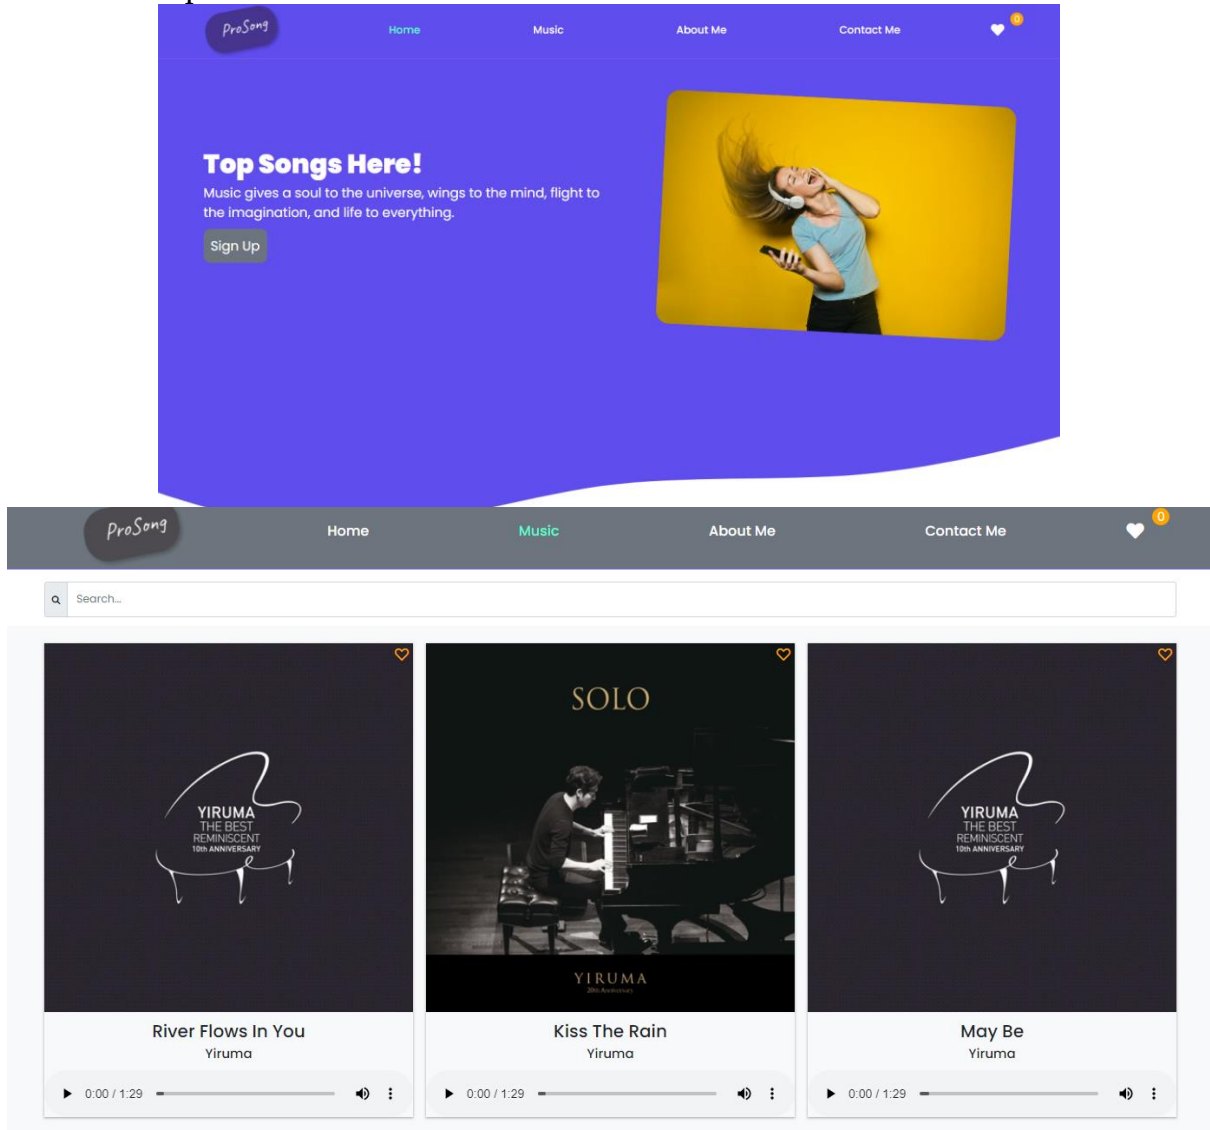 ProSong
Home
Music
About Me
Contact Me
0
Top Songs Here!
Music gives a soul to the universe, wings to the mind, flight to
the imagination, and life to everything.
Sign Up
ProSong
Home
Music
About Me
Contact Me
0
Search...
YIRUMA
THE BEST
REMINISCENT
10th ANNIVERSARY
SOLO
YIRUMA
20th Anniversary
YIRUMA
THE BEST
REMINISCENT
10th ANNIVERSARY
River Flows In You
Yiruma
0:00 / 1:29
Kiss The Rain
Yiruma
0:00 / 1:29
May Be
Yiruma
0:00 / 1:29